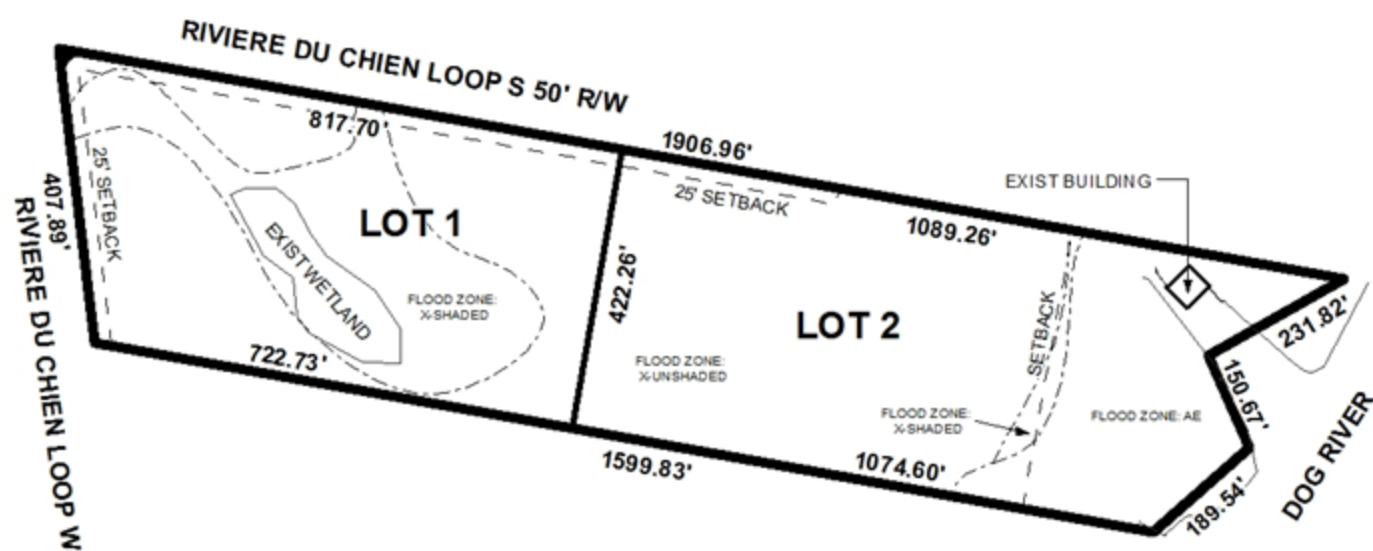 RIVIERE DU CHIEN LOOP S 50' R/W
817.70'
1906.96'
25' SETBACK
EXIST BUILDING
1089.26'
407.89'
25' SETBACK
RIVIERE DU CHIEN LOOP W
LOT 1
EXIST WETLAND
FLOOD ZONE:
X-SHADED
422.26'
LOT 2
FLOOD ZONE:
X-UNSHADED
SETBACK
FLOOD ZONE:
X-SHADED
FLOOD ZONE: AE
231.82'
150.67'
189.54'
DOG RIVER
722.73'
1599.83'
1074.60'